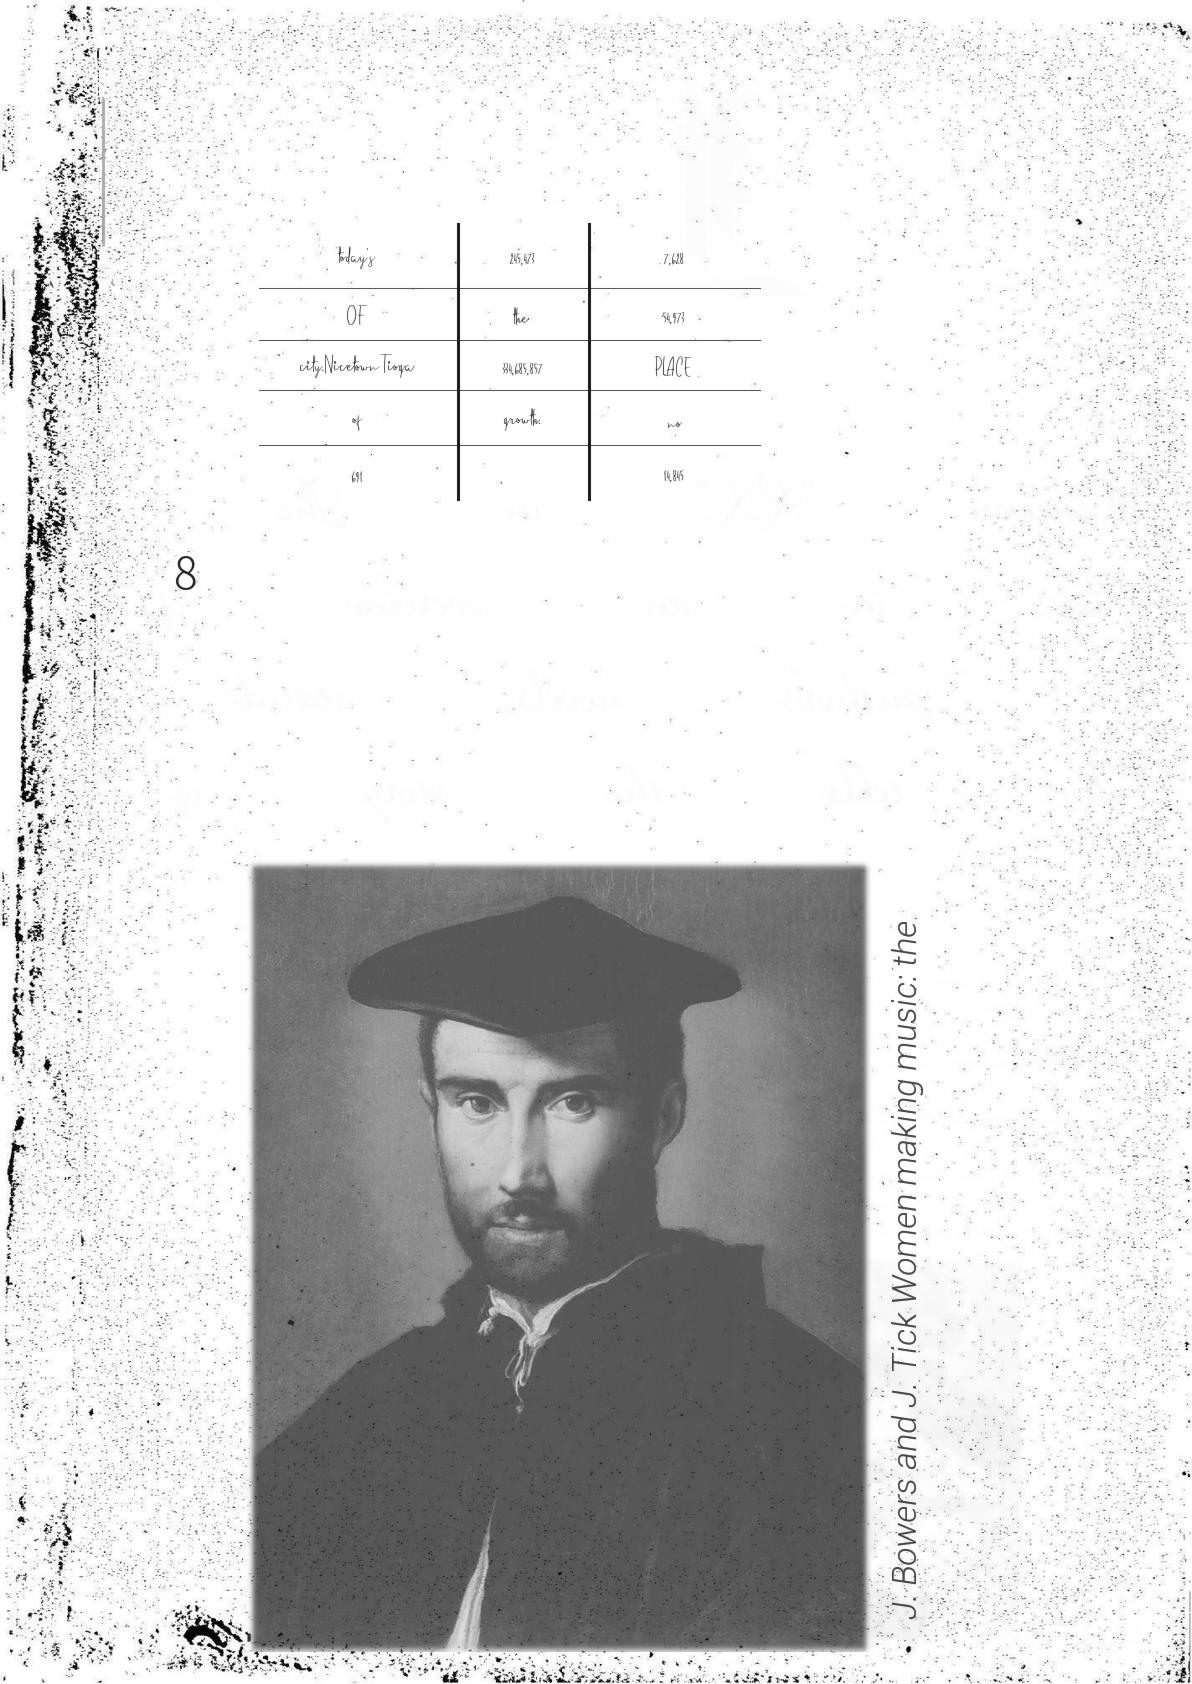 today's 245,473 7,628
OF the 54,973
city.Nicetown Tioga 334,685,857 PLACE
of growth. no
691 14,845
8
J. Bowers and J. Tick Women making music: the